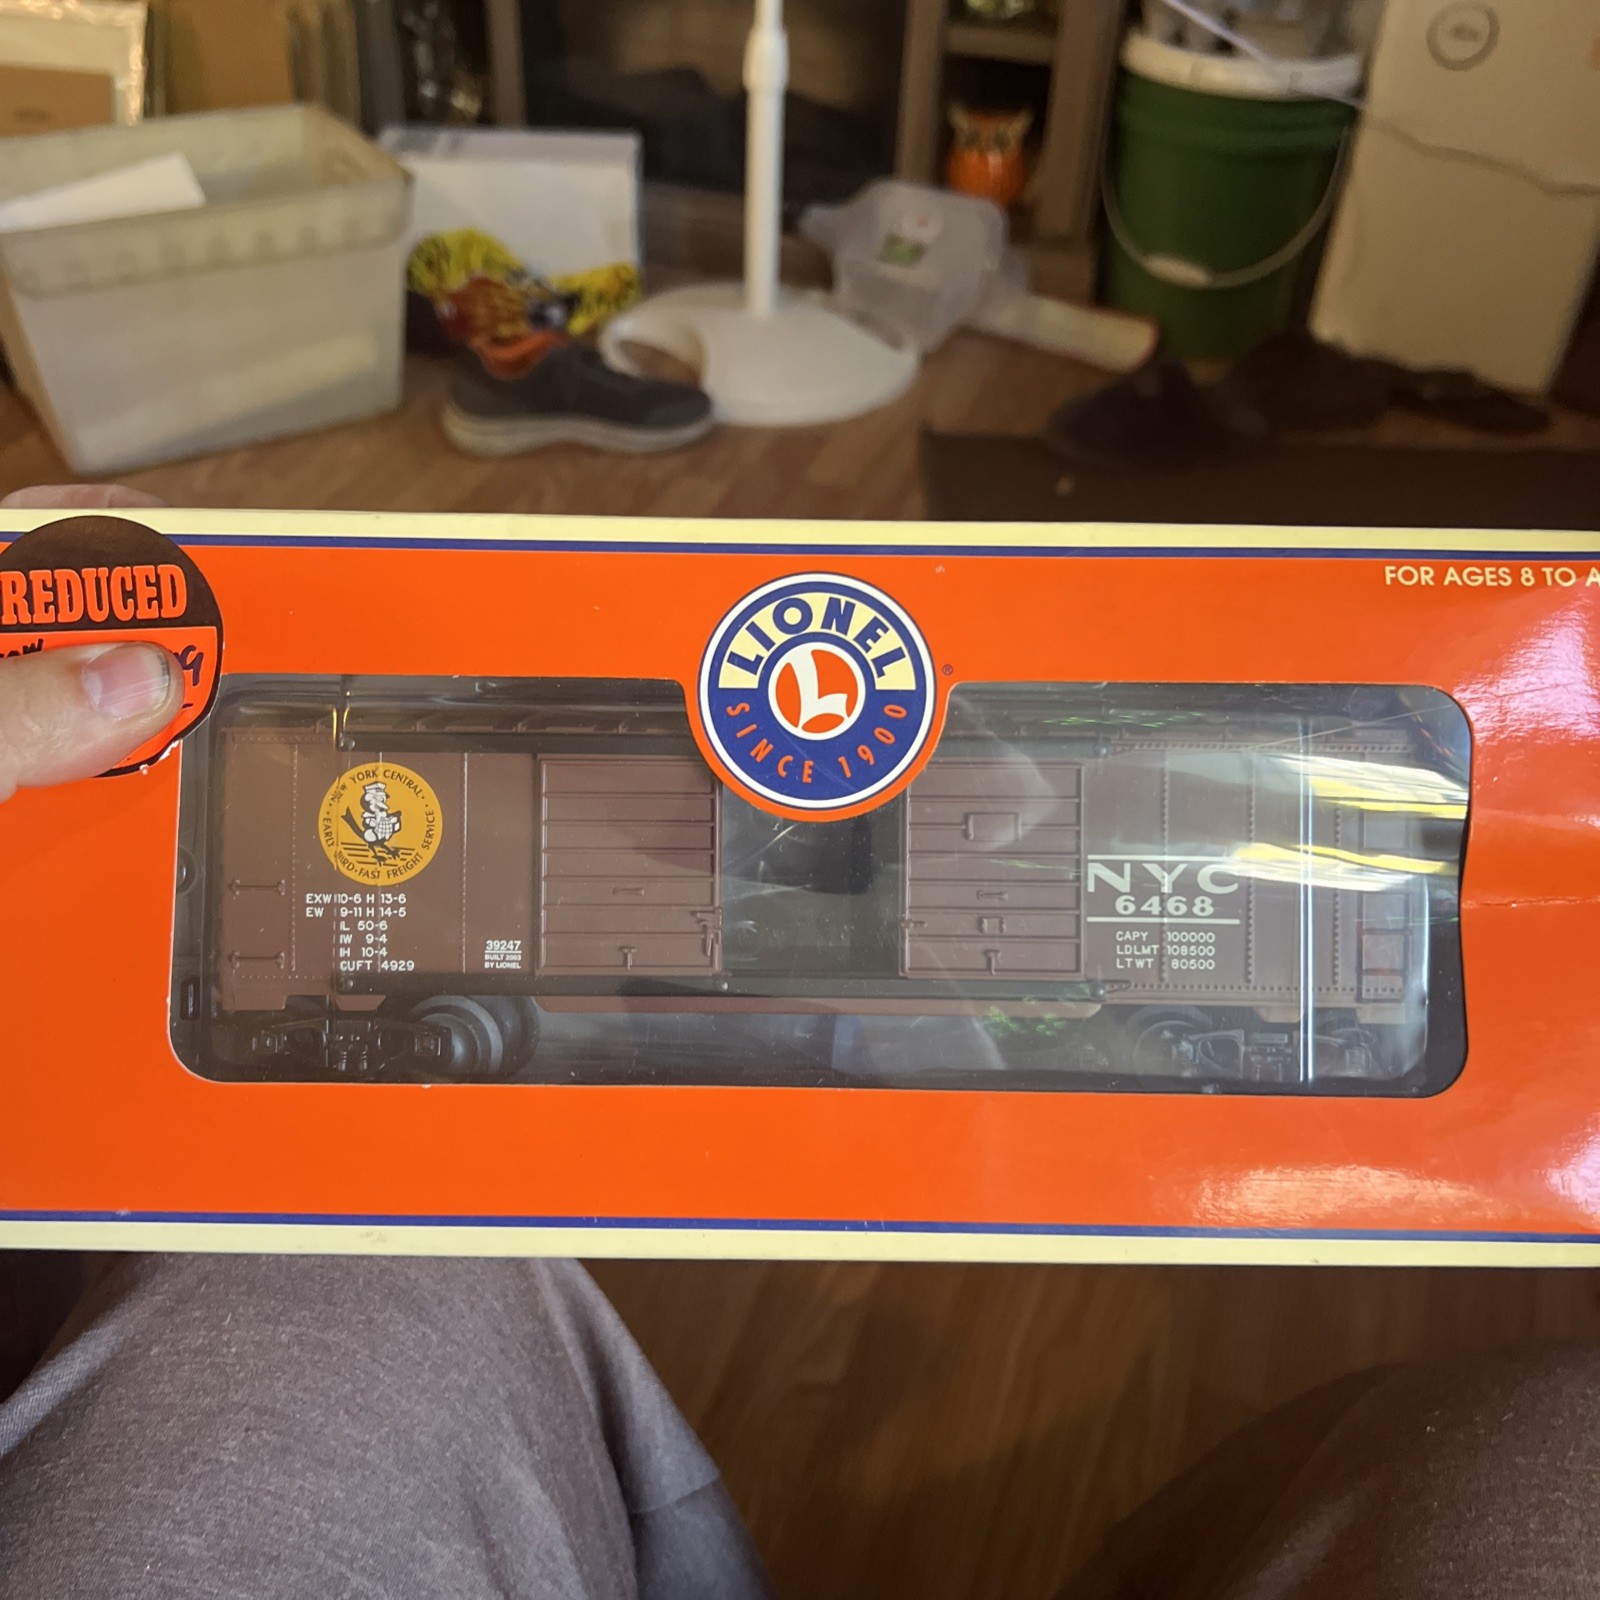 REDUCED
FOR AGES 8 TO A
LIONEL
L
SINCE 1900
®
NEW YORK CENTRAL
EARLY BIRD • FAST FREIGHT SERVICE
EXW 10-6 H 13-6
EW 9-11 H 14-5
IL 50-6
IW 9-4
IH 10-4
CUFT 4929
39247
BUILT 2003
BY LIONEL
NYC
6468
CAPY 100000
LDLMT 108500
LTWT 80500